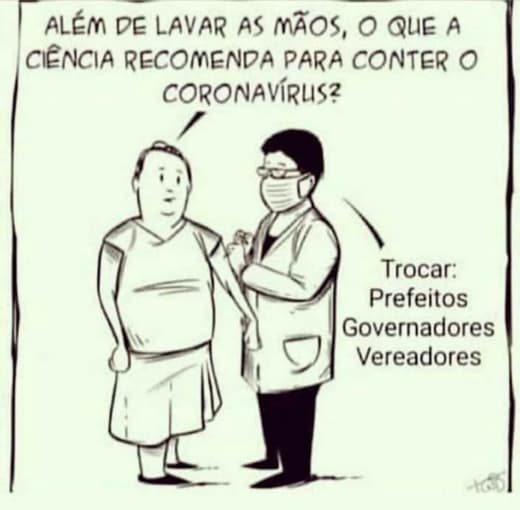 ALÉM DE LAVAR AS MÃOS, O QUE A
CIÊNCIA RECOMENDA PARA CONTER O
CORONAVÍRUS?
Trocar:
Prefeitos
Governadores
Vereadores